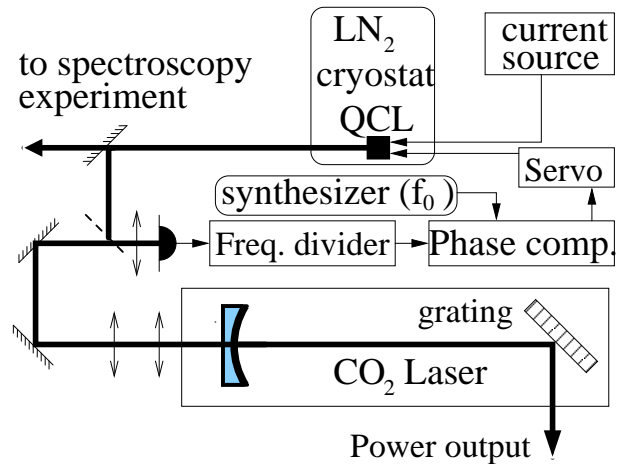 LN₂
cryostat
QCL
current
source
to spectroscopy
experiment
Servo
synthesizer (f₀ )
Freq. divider
Phase comp.
grating
CO₂ Laser
Power output